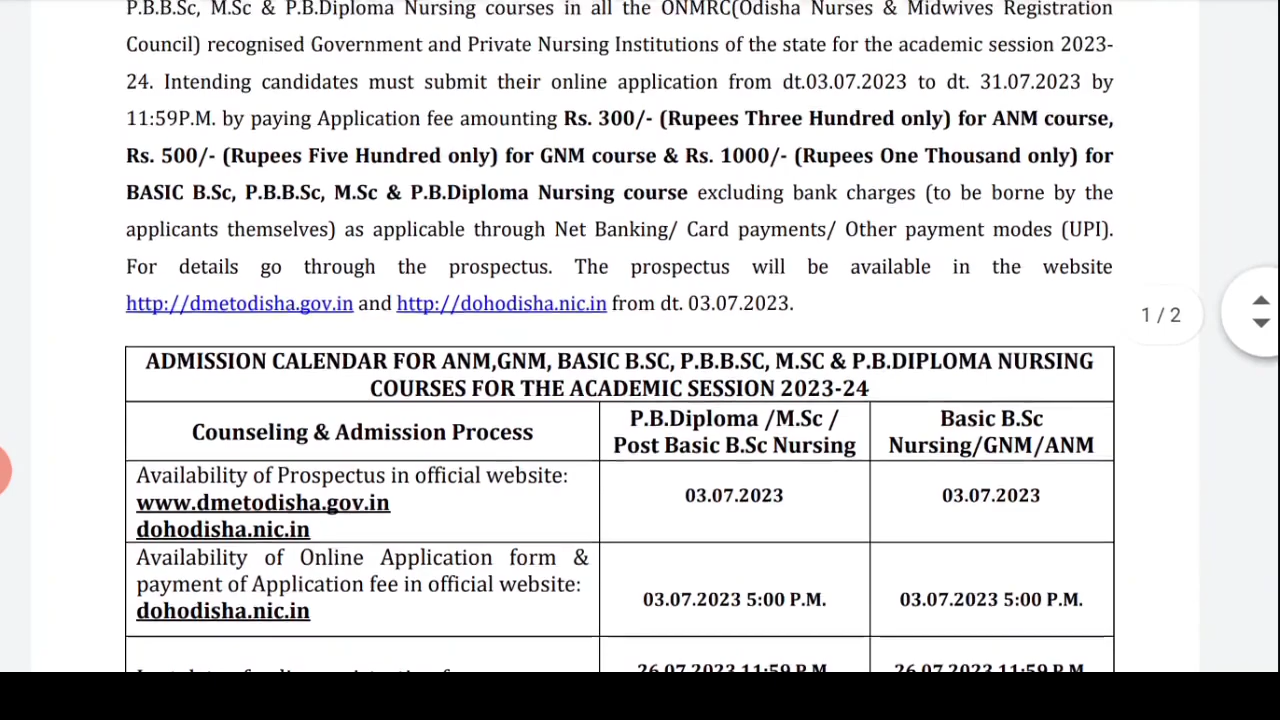 P.B.B.Sc, M.Sc & P.B.Diploma Nursing courses in all the ONMRC(Odisha Nurses & Midwives Registration
Council) recognised Government and Private Nursing Institutions of the state for the academic session 2023-
24. Intending candidates must submit their online application from dt.03.07.2023 to dt. 31.07.2023 by
11:59P.M. by paying Application fee amounting Rs. 300/- (Rupees Three Hundred only) for ANM course,
Rs. 500/- (Rupees Five Hundred only) for GNM course & Rs. 1000/- (Rupees One Thousand only) for
BASIC B.Sc, P.B.B.Sc, M.Sc & P.B.Diploma Nursing course excluding bank charges (to be borne by the
applicants themselves) as applicable through Net Banking/ Card payments/ Other payment modes (UPI).
For details go through the prospectus. The prospectus will be available in the website
http://dmetodisha.gov.in and http://dohodisha.nic.in from dt. 03.07.2023.
1 / 2
ADMISSION CALENDAR FOR ANM,GNM, BASIC B.SC, P.B.B.SC, M.SC & P.B.DIPLOMA NURSING
COURSES FOR THE ACADEMIC SESSION 2023-24
Counseling & Admission Process
P.B.Diploma /M.Sc /
Post Basic B.Sc Nursing
Basic B.Sc
Nursing/GNM/ANM
Availability of Prospectus in official website:
www.dmetodisha.gov.in
dohodisha.nic.in
03.07.2023
03.07.2023
Availability of Online Application form &
payment of Application fee in official website:
dohodisha.nic.in
03.07.2023 5:00 P.M.
03.07.2023 5:00 P.M.
26.07.2023 11:59 P.M.
26.07.2023 11:59 P.M.